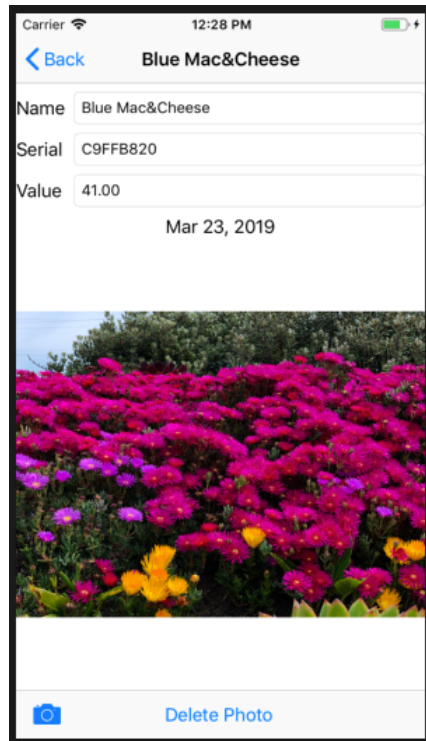 Carrier 12:28 PM
Back Blue Mac&Cheese
Name Blue Mac&Cheese
Serial C9FFB820
Value 41.00
Mar 23, 2019
Delete Photo